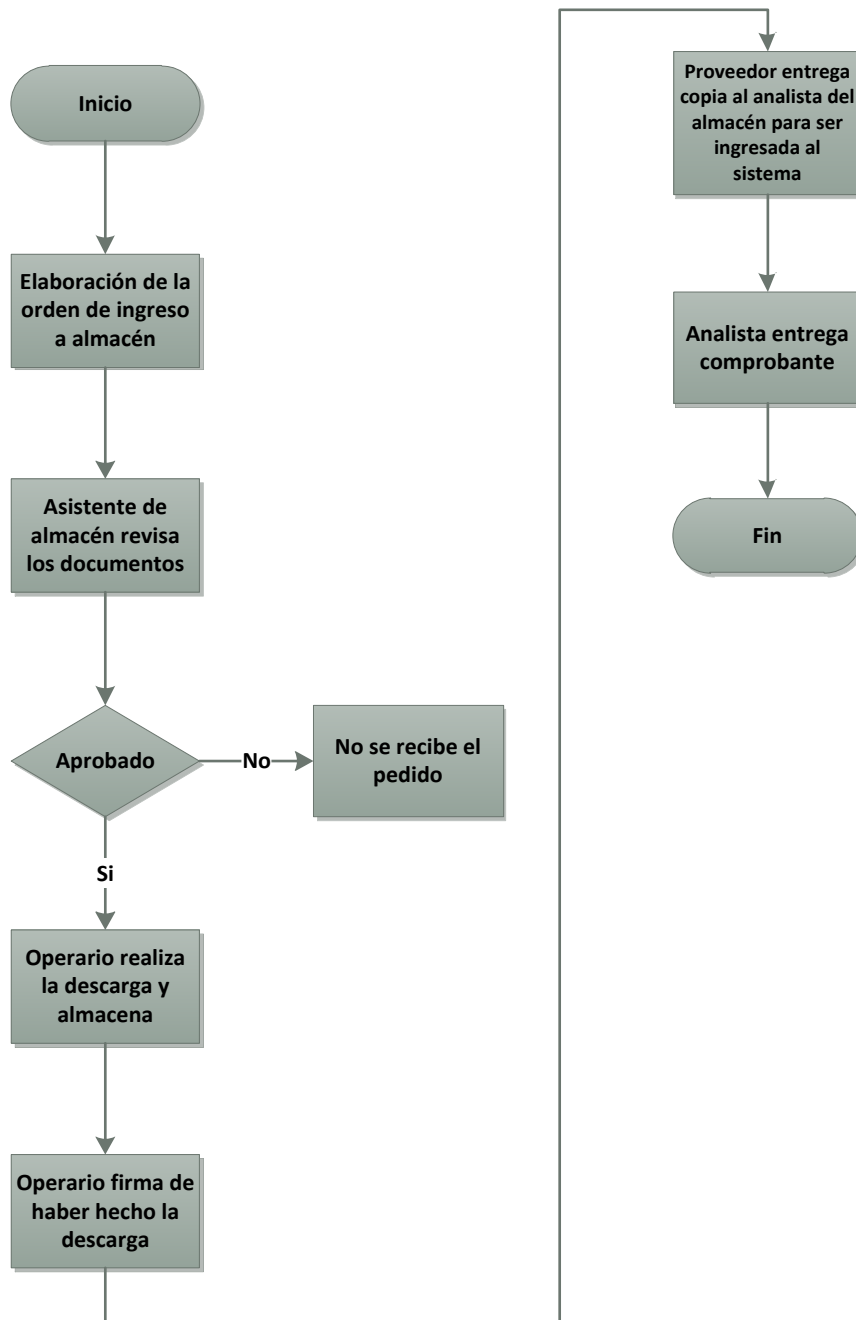 Inicio
Elaboración de la
orden de ingreso
a almacén
Asistente de
almacén revisa
los documentos
Aprobado
No
No se recibe el
pedido
Si
Operario realiza
la descarga y
almacena
Operario firma de
haber hecho la
descarga
Proveedor entrega
copia al analista del
almacén para ser
ingresada al
sistema
Analista entrega
comprobante
Fin